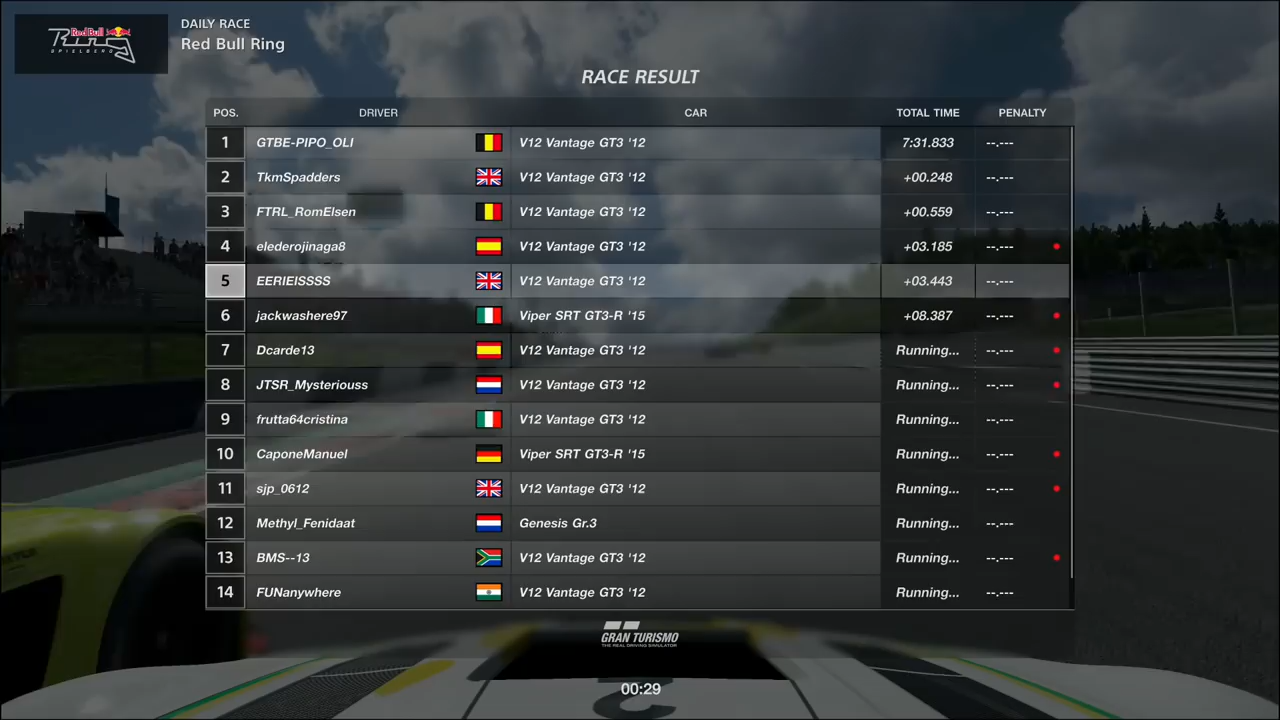 Red Bull
Ring
SPIELBERG
DAILY RACE
Red Bull Ring
RACE RESULT
POS. DRIVER CAR TOTAL TIME PENALTY
1 GTBE-PIPO_OLI V12 Vantage GT3 '12 7:31.833 --.---
2 TkmSpadders V12 Vantage GT3 '12 +00.248 --.---
3 FTRL_RomElsen V12 Vantage GT3 '12 +00.559 --.---
4 elederojinaga8 V12 Vantage GT3 '12 +03.185 --.---
5 EERIEISSSS V12 Vantage GT3 '12 +03.443 --.---
6 jackwashere97 Viper SRT GT3-R '15 +08.387 --.---
7 Dcarde13 V12 Vantage GT3 '12 Running... --.---
8 JTSR_Mysteriouss V12 Vantage GT3 '12 Running... --.---
9 frutta64cristina V12 Vantage GT3 '12 Running... --.---
10 CaponeManuel Viper SRT GT3-R '15 Running... --.---
11 sjp_0612 V12 Vantage GT3 '12 Running... --.---
12 Methyl_Fenidaat Genesis Gr.3 Running... --.---
13 BMS--13 V12 Vantage GT3 '12 Running... --.---
14 FUNanywhere V12 Vantage GT3 '12 Running... --.---
GRAN TURISMO
THE REAL DRIVING SIMULATOR
00:29